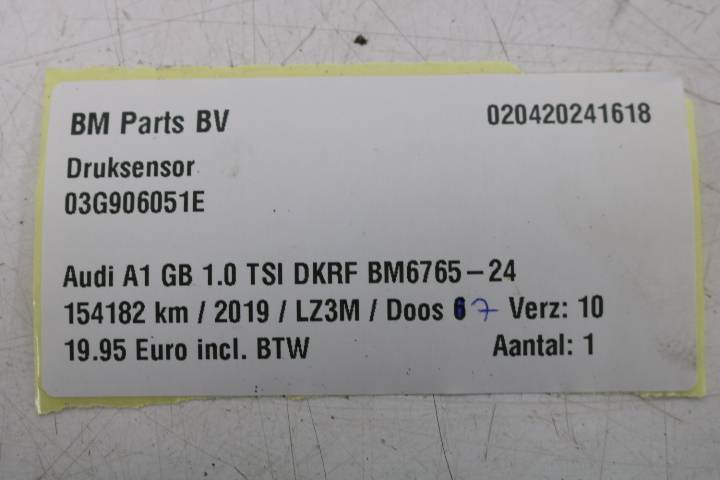 BM Parts BV 020420241618
Druksensor
03G906051E
Audi A1 GB 1.0 TSI DKRF BM6765-24
154182 km / 2019 / LZ3M / Doos 7 Verz: 10
19.95 Euro incl. BTW Aantal: 1